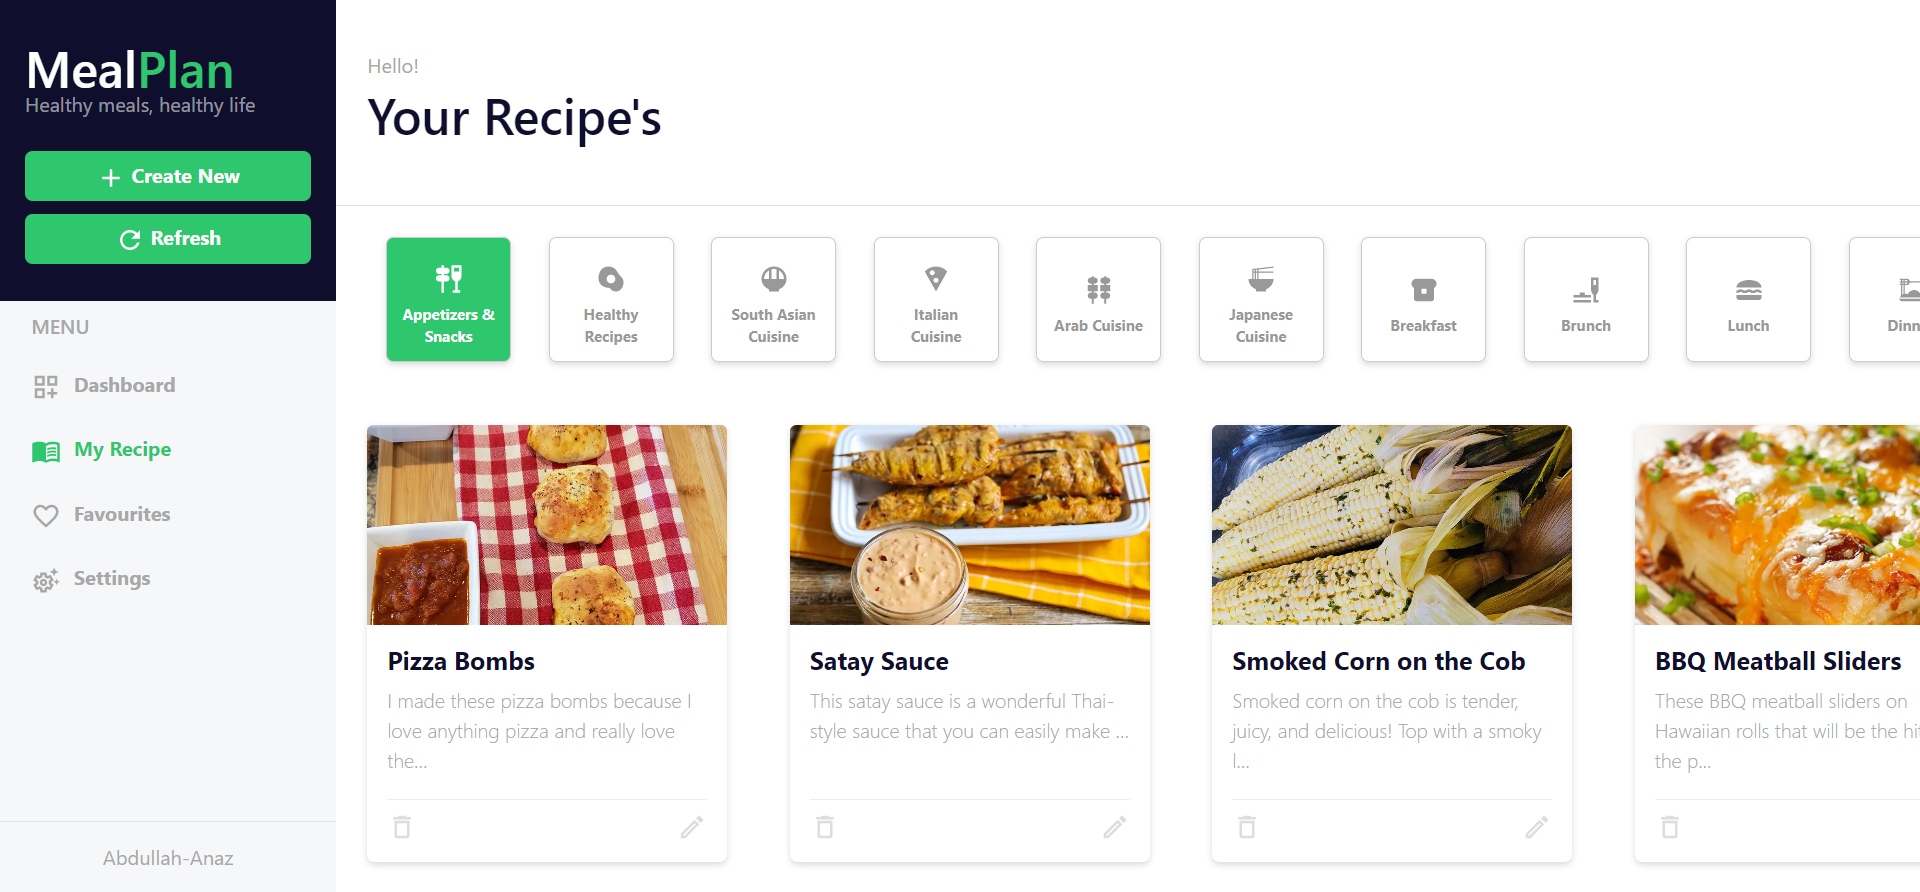 MealPlan
Healthy meals, healthy life
Create New
Refresh
MENU
Dashboard
My Recipe
Favourites
Settings
Abdullah-Anaz
Hello!
Your Recipe's
Appetizers &
Snacks
Healthy
Recipes
South Asian
Cuisine
Italian
Cuisine
Arab Cuisine
Japanese
Cuisine
Breakfast
Brunch
Lunch
Dinn
Pizza Bombs
I made these pizza bombs because I
love anything pizza and really love
the...
Satay Sauce
This satay sauce is a wonderful Thai-
style sauce that you can easily make ...
Smoked Corn on the Cob
Smoked corn on the cob is tender,
juicy, and delicious! Top with a smoky
l...
BBQ Meatball Sliders
These BBQ meatball sliders on
Hawaiian rolls that will be the hit
the p...